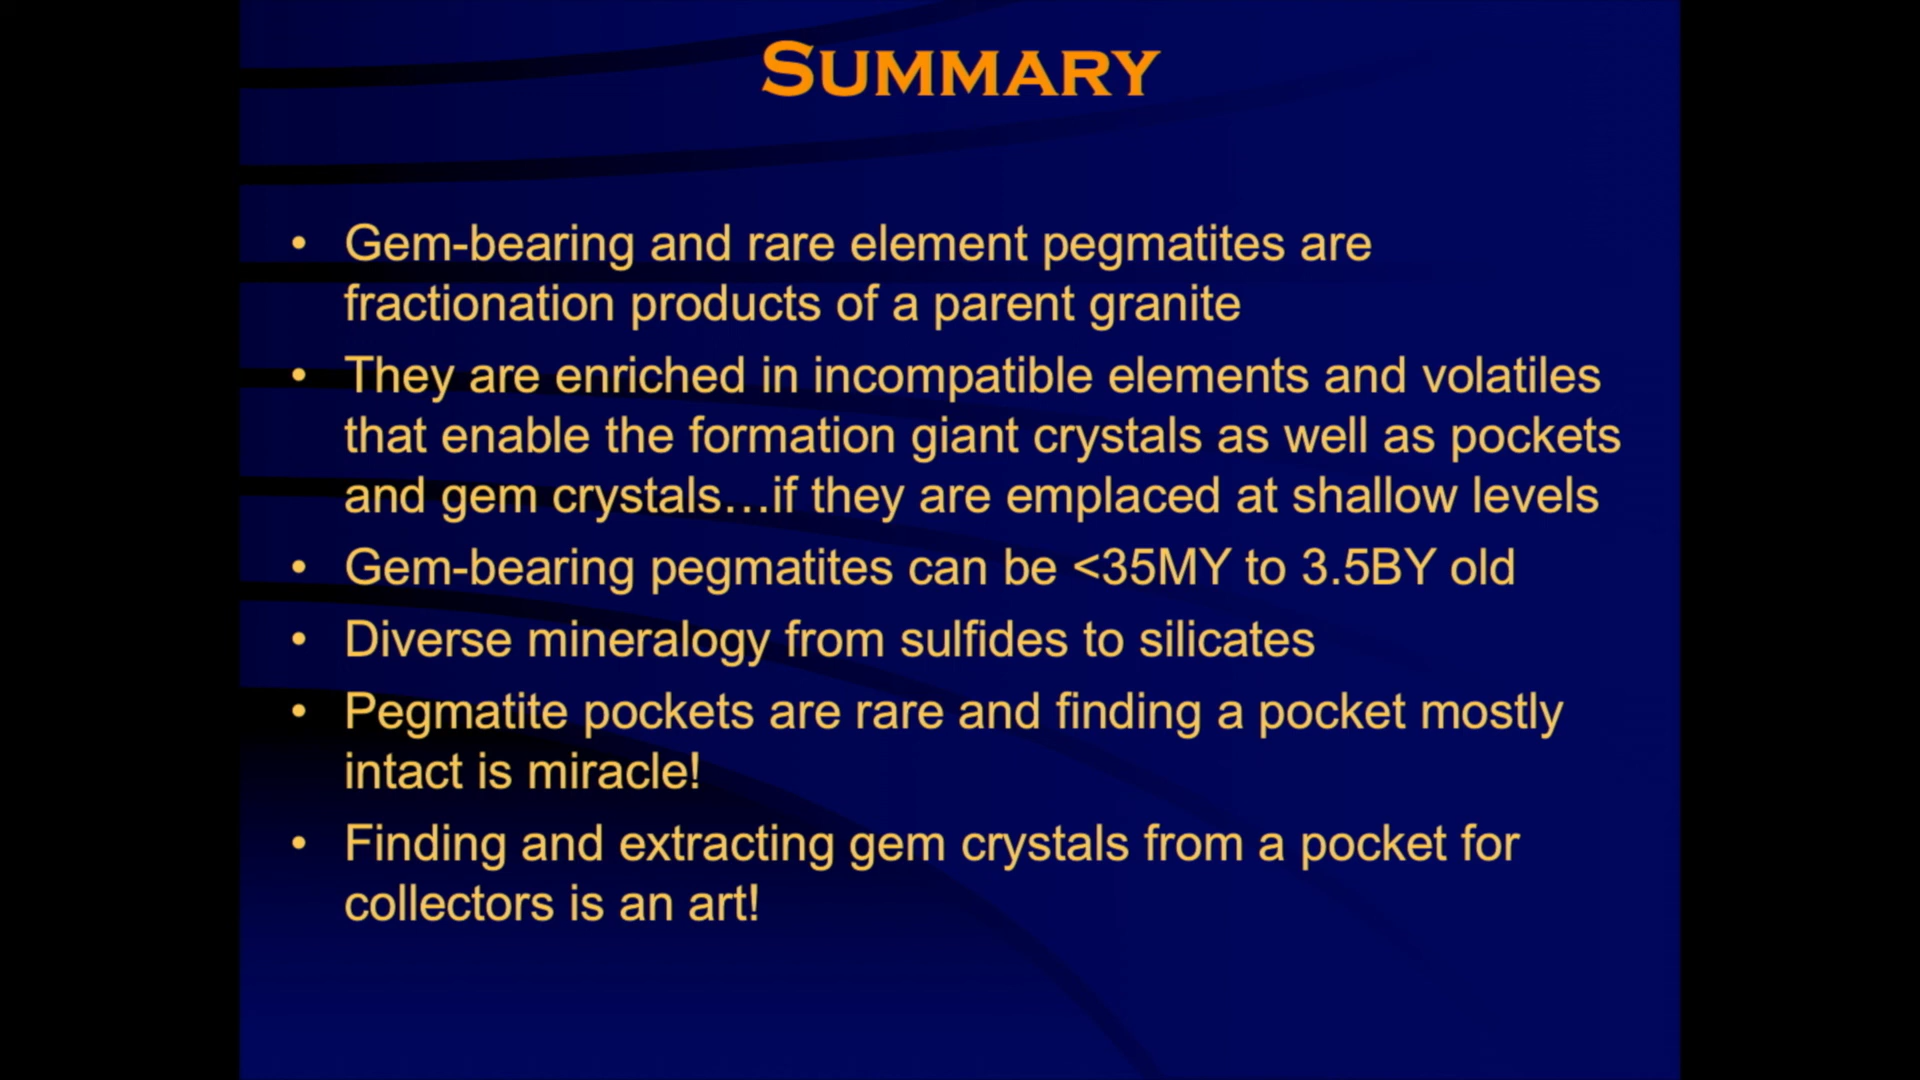 SUMMARY
• Gem-bearing and rare element pegmatites are
fractionation products of a parent granite
• They are enriched in incompatible elements and volatiles
that enable the formation giant crystals as well as pockets
and gem crystals…if they are emplaced at shallow levels
• Gem-bearing pegmatites can be <35MY to 3.5BY old
• Diverse mineralogy from sulfides to silicates
• Pegmatite pockets are rare and finding a pocket mostly
intact is miracle!
• Finding and extracting gem crystals from a pocket for
collectors is an art!